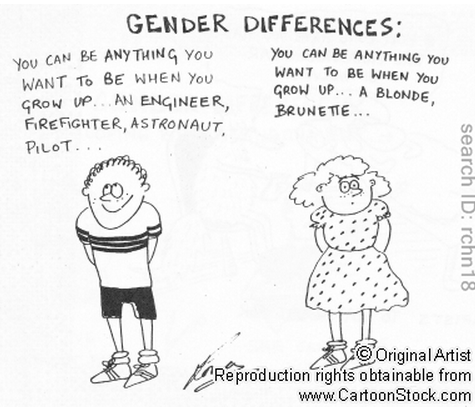 GENDER DIFFERENCES:
YOU CAN BE ANYTHING YOU
WANT TO BE WHEN YOU
GROW UP... AN ENGINEER,
FIREFIGHTER, ASTRONAUT,
PILOT...
YOU CAN BE ANYTHING YOU
WANT TO BE WHEN YOU
GROW UP... A BLONDE,
BRUNETTE...
search ID: rchn18
© Original Artist
Reproduction rights obtainable from
www.CartoonStock.com